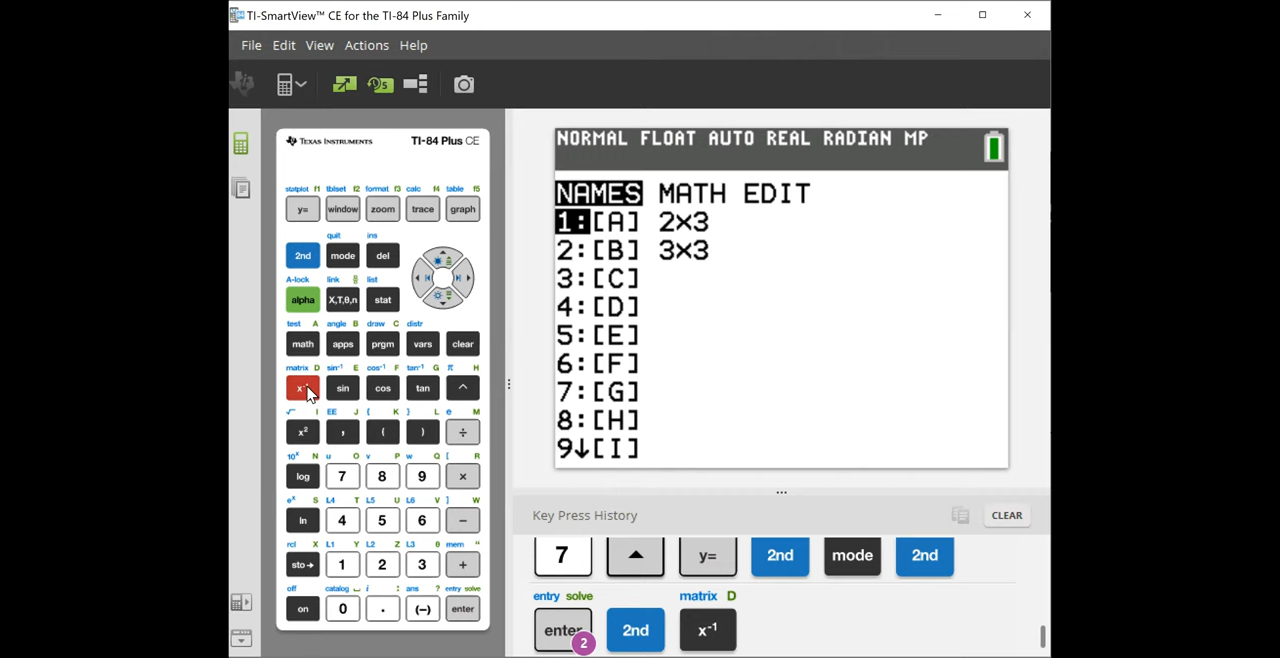 TI-SmartView™ CE for the TI-84 Plus Family
File Edit View Actions Help
TEXAS INSTRUMENTS TI-84 Plus CE
statplot f1 tblset f2 format f3 calc f4 table f5
y= window zoom trace graph
quit ins
2nd mode del
A-lock link list
alpha X,T,θ,n stat
test A angle B draw C distr
math apps prgm vars clear
matrix D sin⁻¹ E cos⁻¹ F tan⁻¹ G π H
x⁻¹ sin cos tan ^
√ I EE J { K } L e M
x² , ( ) ÷
10ˣ N u O v P w Q [ R
log 7 8 9 ×
eˣ S L4 T L5 U L6 V ] W
ln 4 5 6 −
rcl X L1 Y L2 Z L3 θ mem "
sto→ 1 2 3 +
off catalog i : ans ? entry solve
on 0 . (−) enter
NORMAL FLOAT AUTO REAL RADIAN MP
NAMES MATH EDIT
1:[A] 2×3
2:[B] 3×3
3:[C]
4:[D]
5:[E]
6:[F]
7:[G]
8:[H]
9↓[I]
Key Press History CLEAR
7 y= 2nd mode 2nd
entry solve matrix D
enter 2 2nd x⁻¹